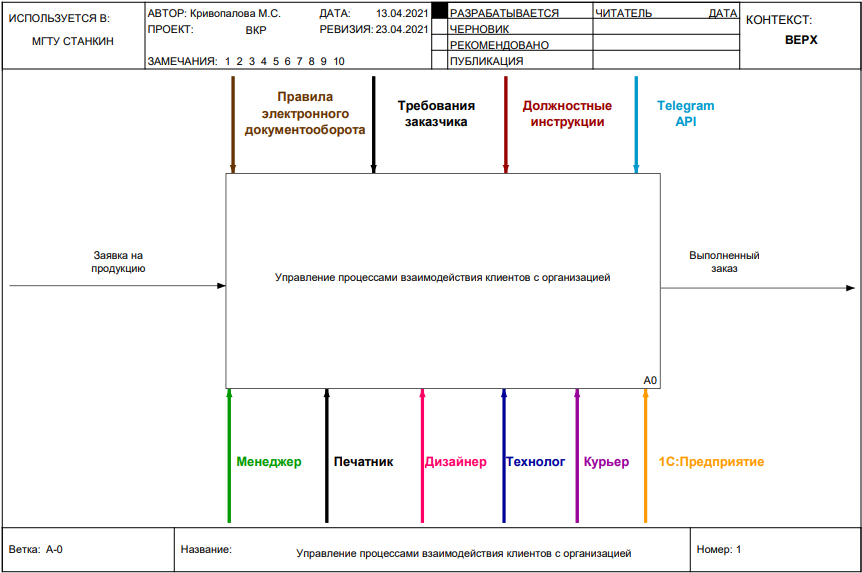 ИСПОЛЬЗУЕТСЯ В:
МГТУ СТАНКИН
АВТОР: Кривопалова М.С. ДАТА: 13.04.2021
ПРОЕКТ: ВКР РЕВИЗИЯ: 23.04.2021
ЗАМЕЧАНИЯ: 1 2 3 4 5 6 7 8 9 10
РАЗРАБАТЫВАЕТСЯ
ЧЕРНОВИК
РЕКОМЕНДОВАНО
ПУБЛИКАЦИЯ
ЧИТАТЕЛЬ ДАТА
КОНТЕКСТ:
ВЕРХ
Правила
электронного
документооборота
Требования
заказчика
Должностные
инструкции
Telegram
API
Заявка на
продукцию
Управление процессами взаимодействия клиентов с организацией
A0
Выполненный
заказ
Менеджер
Печатник
Дизайнер
Технолог
Курьер
1С:Предприятие
Ветка: A-0
Название:
Управление процессами взаимодействия клиентов с организацией
Номер: 1